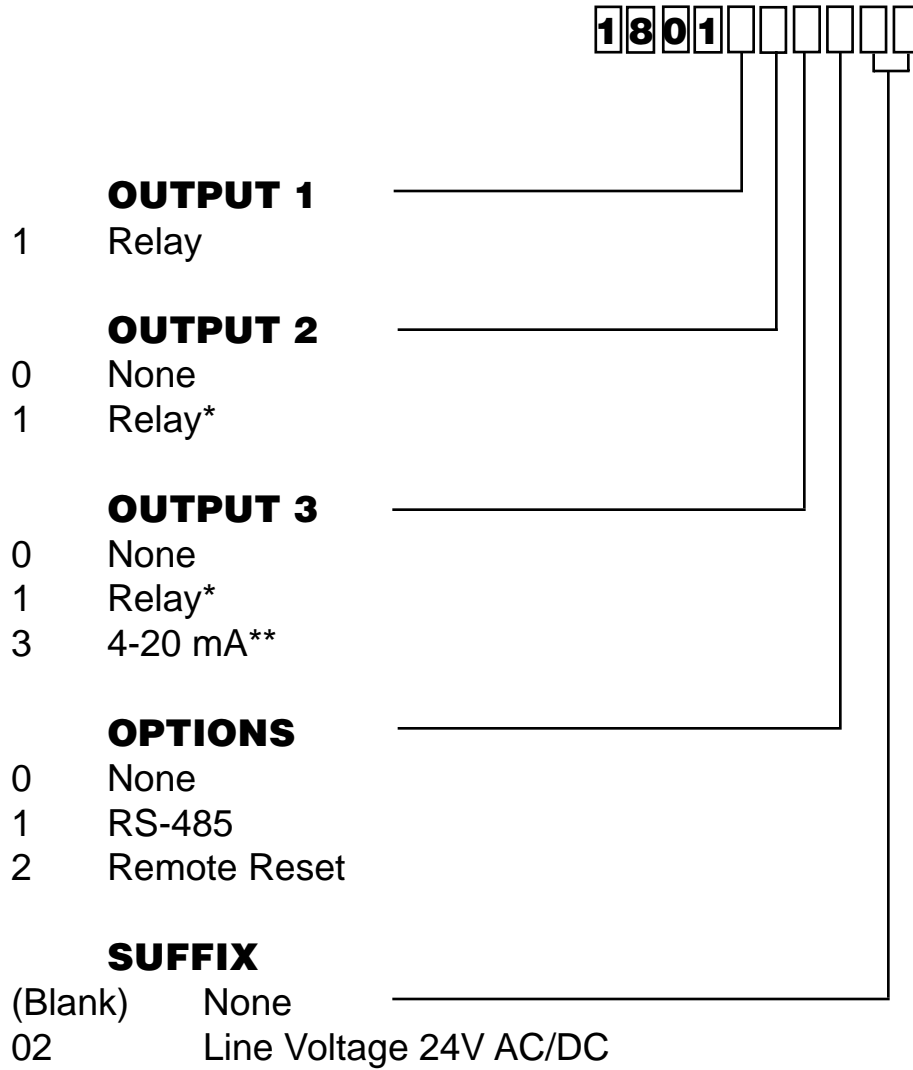 1801
OUTPUT 1
1 Relay
OUTPUT 2
0 None
1 Relay*
OUTPUT 3
0 None
1 Relay*
3 4-20 mA**
OPTIONS
0 None
1 RS-485
2 Remote Reset
SUFFIX
(Blank) None
02 Line Voltage 24V AC/DC